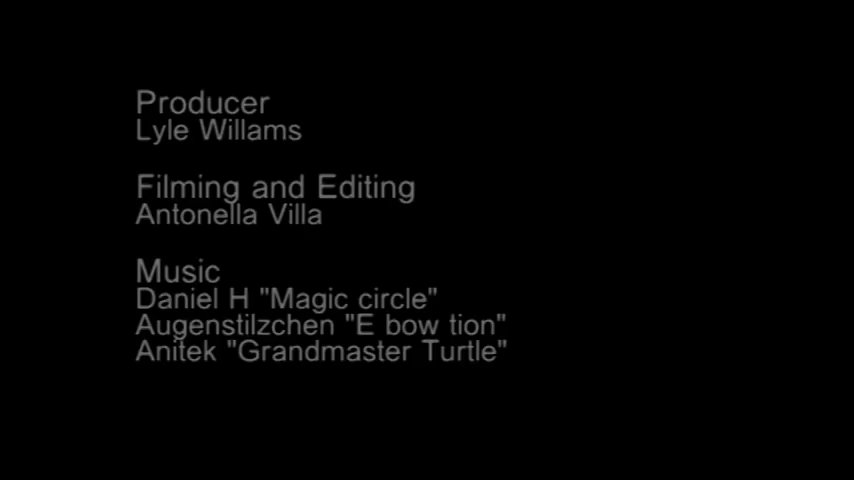 Producer
Lyle Willams
Filming and Editing
Antonella Villa
Music
Daniel H "Magic circle"
Augenstilzchen "E bow tion"
Anitek "Grandmaster Turtle"